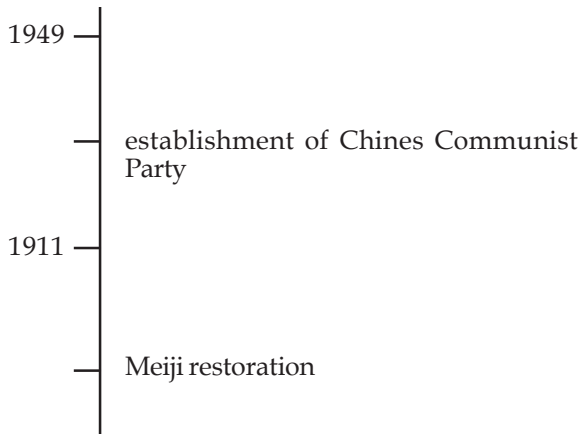 1949
establishment of Chines Communist
Party
1911
Meiji restoration